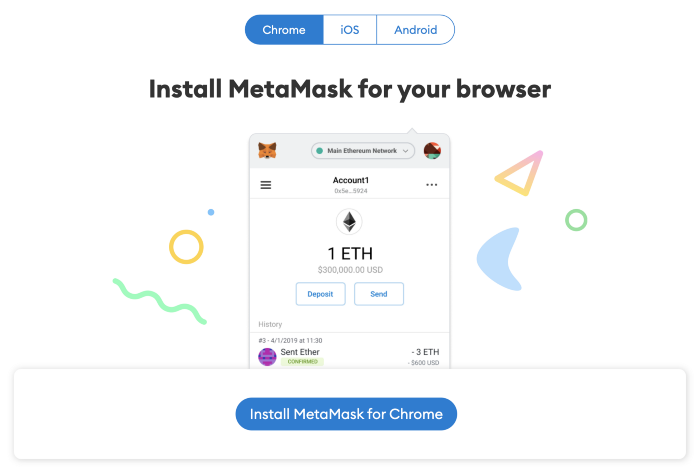 Chrome
iOS
Android
Install MetaMask for your browser
Main Ethereum Network
Account1
0x5e...5924
1 ETH
$300,000.00 USD
Deposit
Send
History
#3 - 4/1/2019 at 11:30
Sent Ether
- 3 ETH
CONFIRMED
- $600 USD
Install MetaMask for Chrome